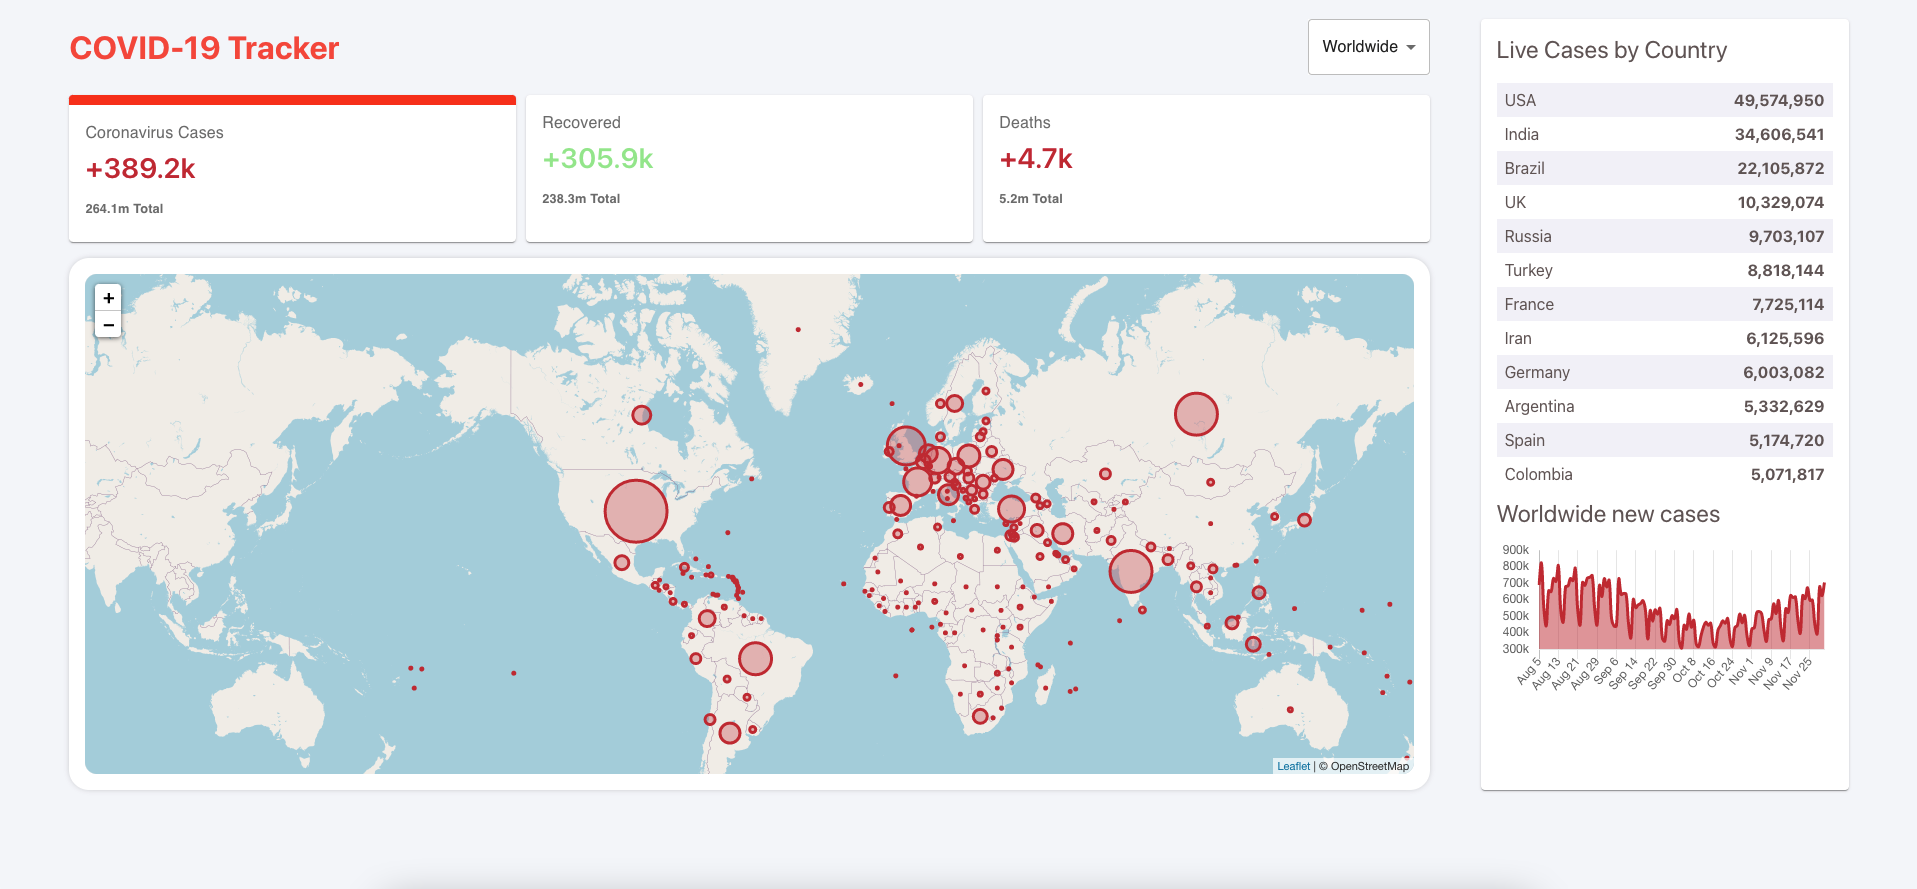 COVID-19 Tracker
Worldwide
Coronavirus Cases
+389.2k
264.1m Total
Recovered
+305.9k
238.3m Total
Deaths
+4.7k
5.2m Total
+
−
Leaflet | © OpenStreetMap
Live Cases by Country
USA 49,574,950
India 34,606,541
Brazil 22,105,872
UK 10,329,074
Russia 9,703,107
Turkey 8,818,144
France 7,725,114
Iran 6,125,596
Germany 6,003,082
Argentina 5,332,629
Spain 5,174,720
Colombia 5,071,817
Worldwide new cases
900k
800k
700k
600k
500k
400k
300k
Aug 5 Aug 13 Aug 21 Aug 29 Sep 6 Sep 14 Sep 22 Sep 30 Oct 8 Oct 16 Oct 24 Nov 1 Nov 9 Nov 17 Nov 25